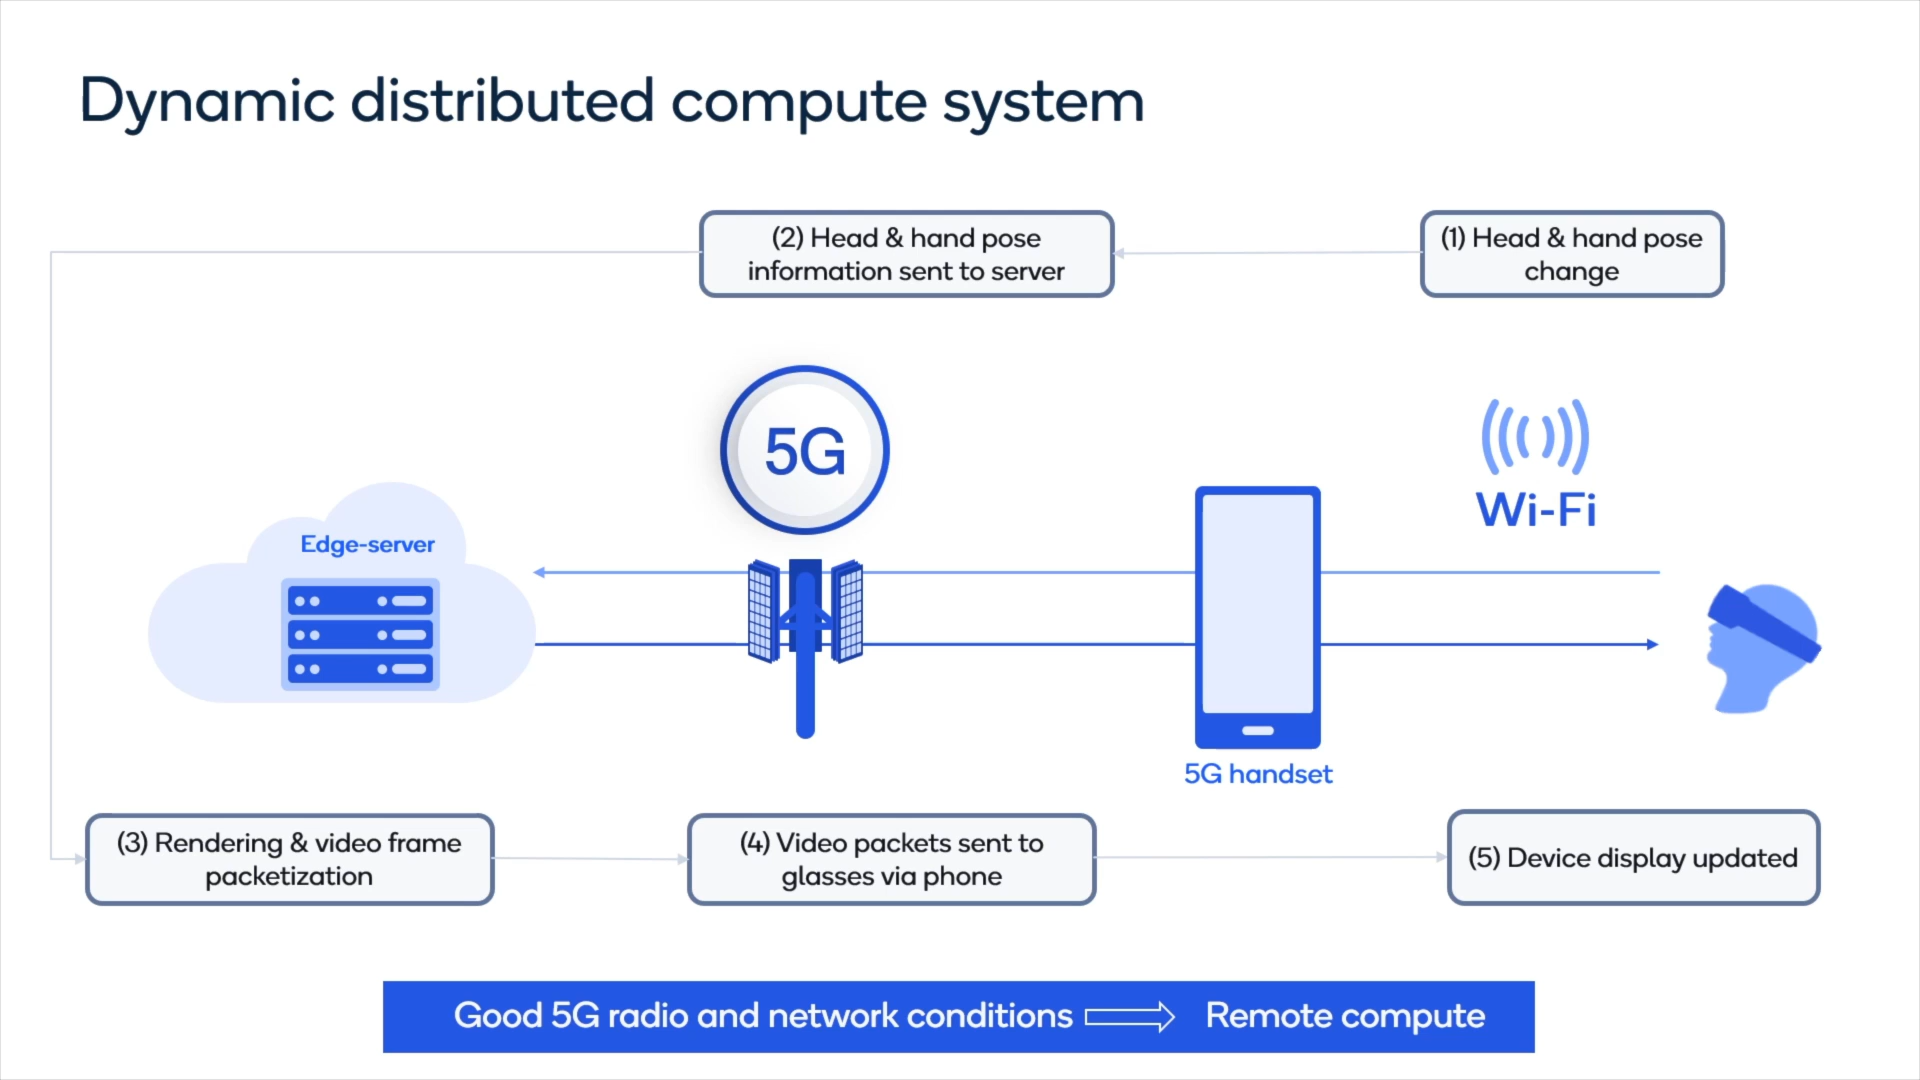 Dynamic distributed compute system
(2) Head & hand pose
information sent to server
(1) Head & hand pose
change
5G
Wi-Fi
Edge-server
5G handset
(3) Rendering & video frame
packetization
(4) Video packets sent to
glasses via phone
(5) Device display updated
Good 5G radio and network conditions
Remote compute